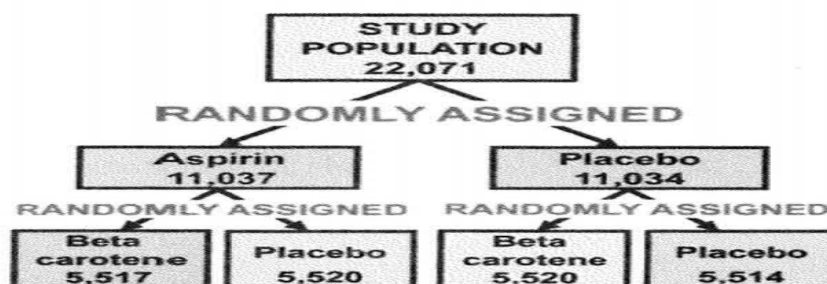 STUDY
POPULATION
22,071
RANDOMLY ASSIGNED
Aspirin
11,037
Placebo
11,034
RANDOMLY ASSIGNED
RANDOMLY ASSIGNED
Beta
carotene
5,517
Placebo
5,520
Beta
carotene
5,520
Placebo
5,514